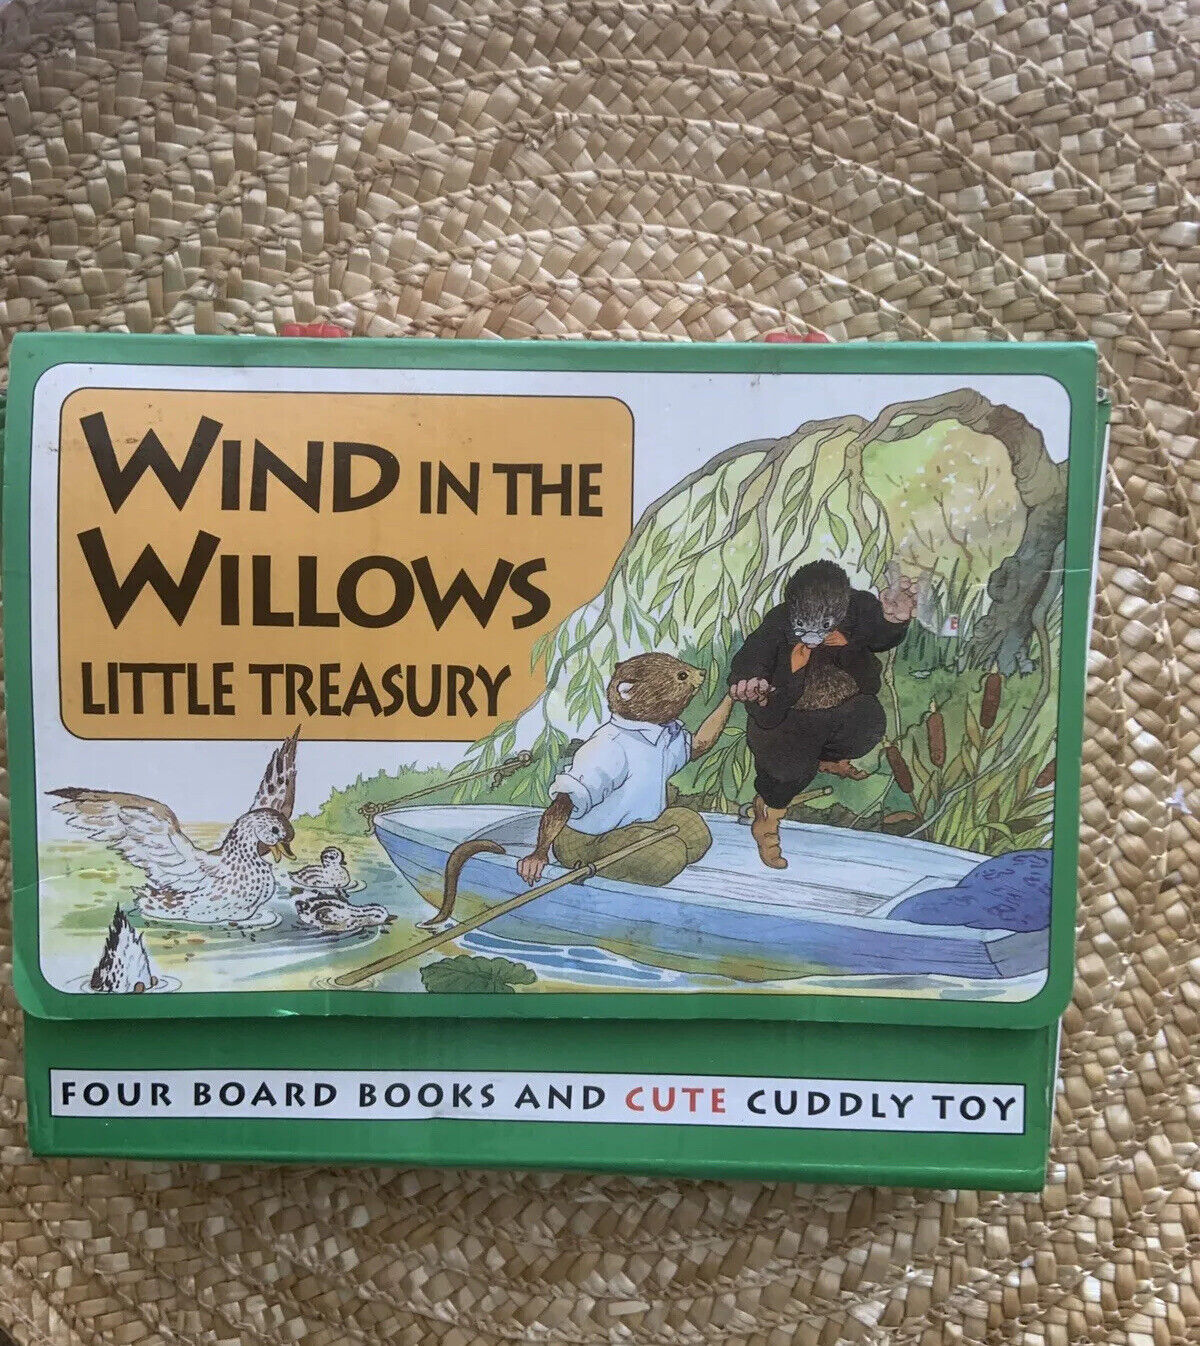 WIND IN THE
WILLOWS
LITTLE TREASURY
FOUR BOARD BOOKS AND CUTE CUDDLY TOY